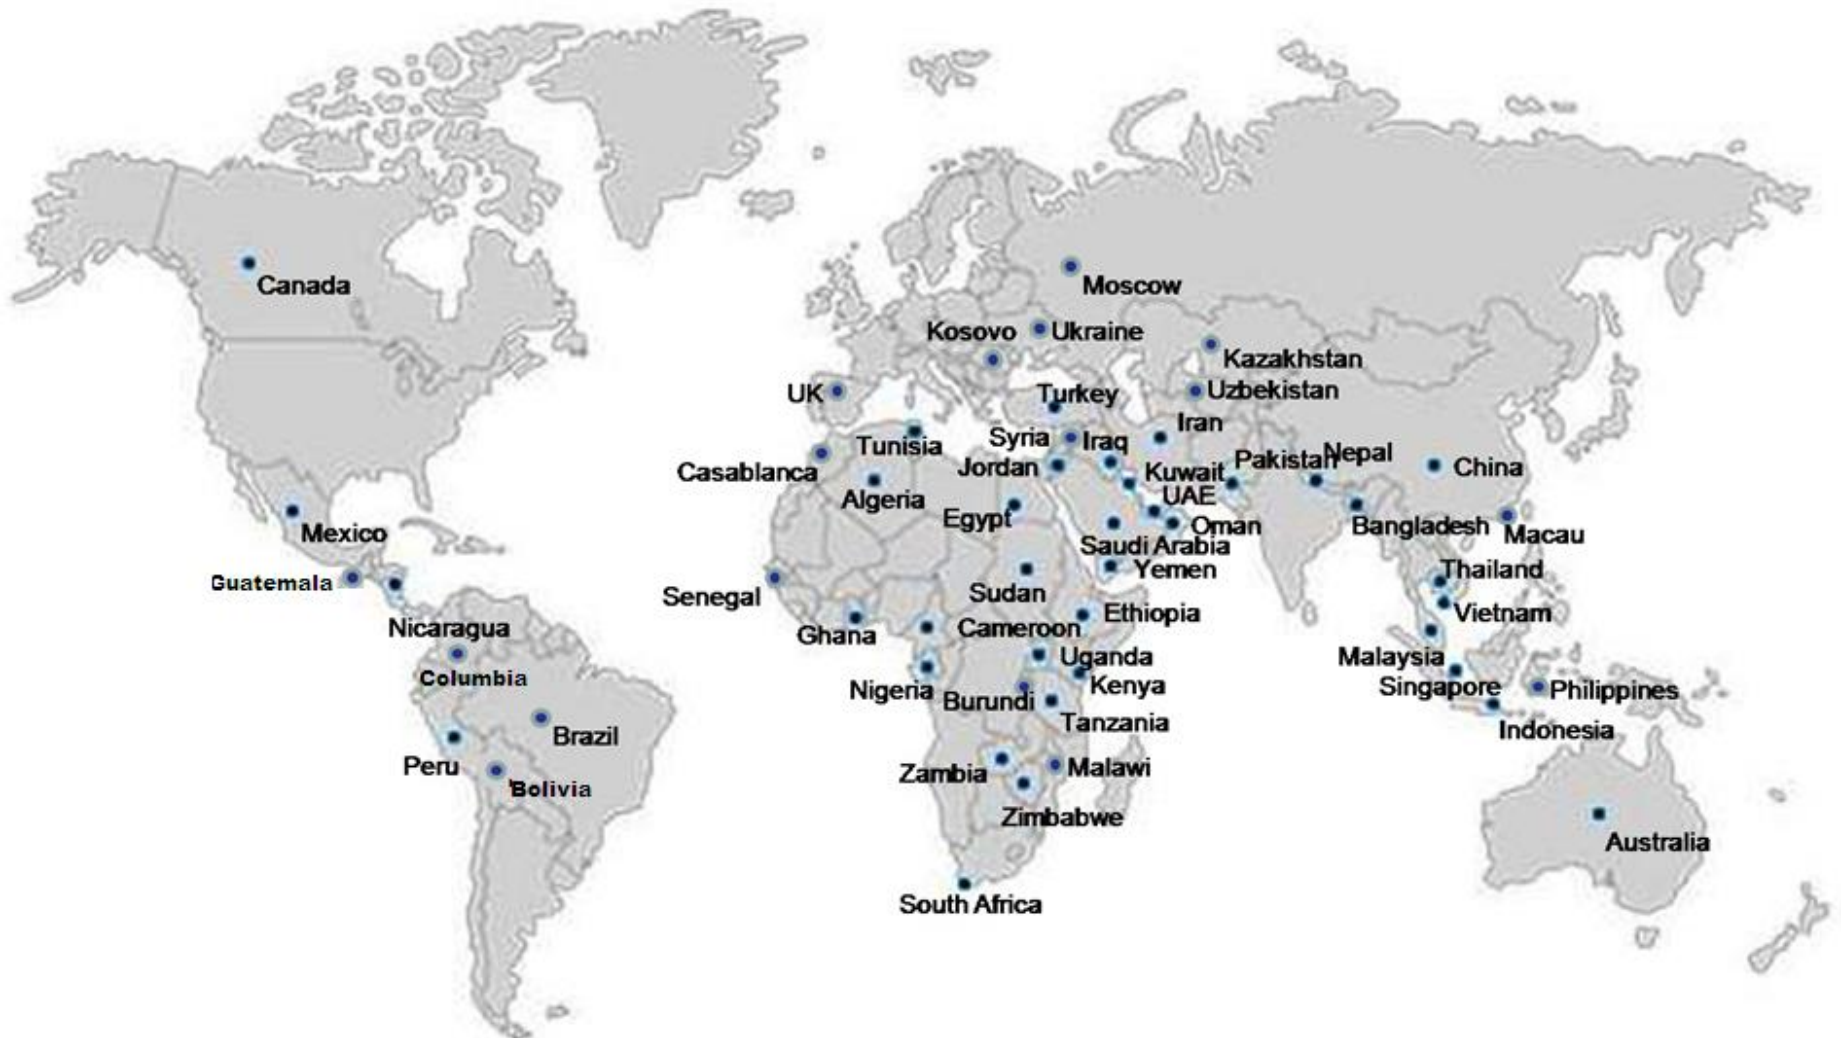 Canada
Moscow
Kosovo
Ukraine
Kazakhstan
UK
Turkey
Uzbekistan
Iran
Tunisia
Syria
Iraq
Casablanca
Jordan
Kuwait
Pakistan
Nepal
China
Algeria
UAE
Egypt
Oman
Bangladesh
Macau
Mexico
Saudi Arabia
Yemen
Thailand
Guatemala
Senegal
Sudan
Ethiopia
Vietnam
Nicaragua
Ghana
Cameroon
Uganda
Malaysia
Columbia
Nigeria
Burundi
Kenya
Singapore
Philippines
Tanzania
Indonesia
Brazil
Peru
Zambia
Malawi
Bolivia
Zimbabwe
Australia
South Africa